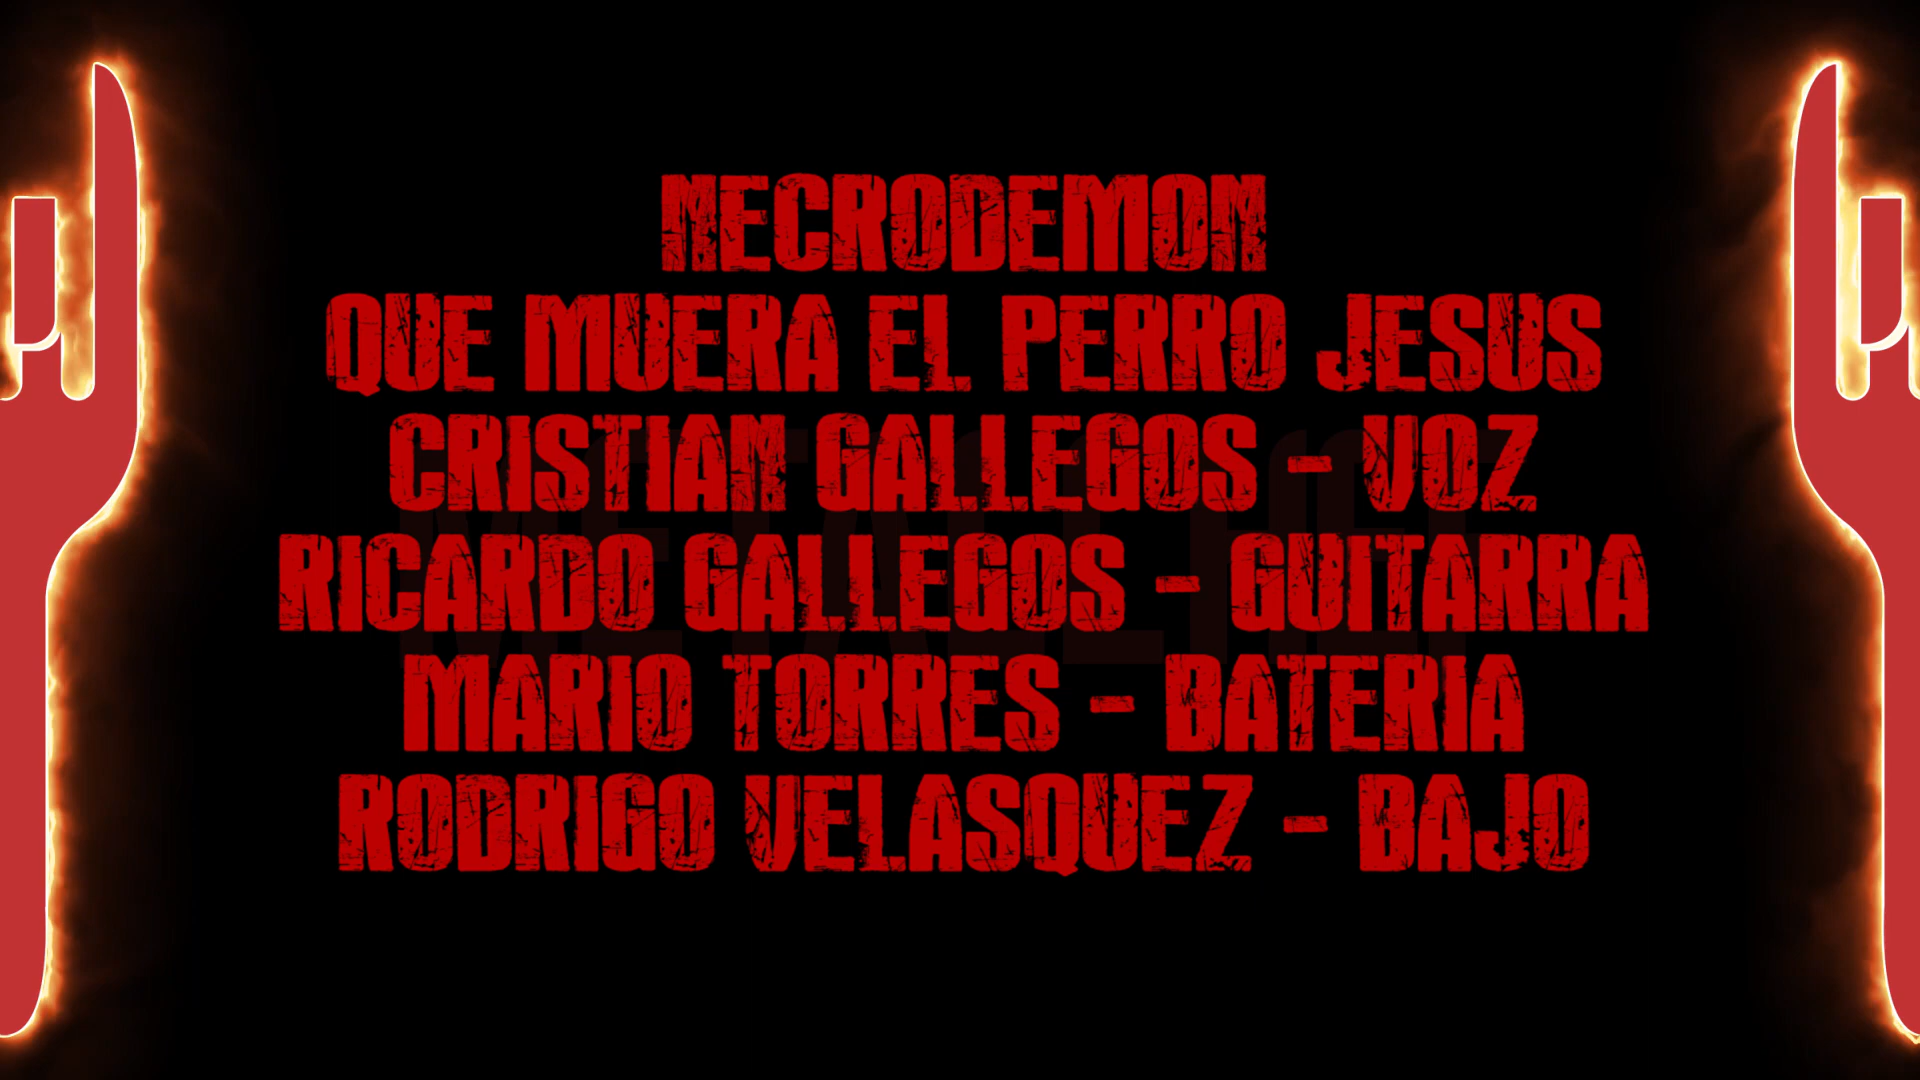 NECRODEMON
QUE MUERA EL PERRO JESUS
CRISTIAN GALLEGOS - VOZ
RICARDO GALLEGOS - GUITARRA
MARIO TORRES - BATERIA
RODRIGO VELASQUEZ - BAJO